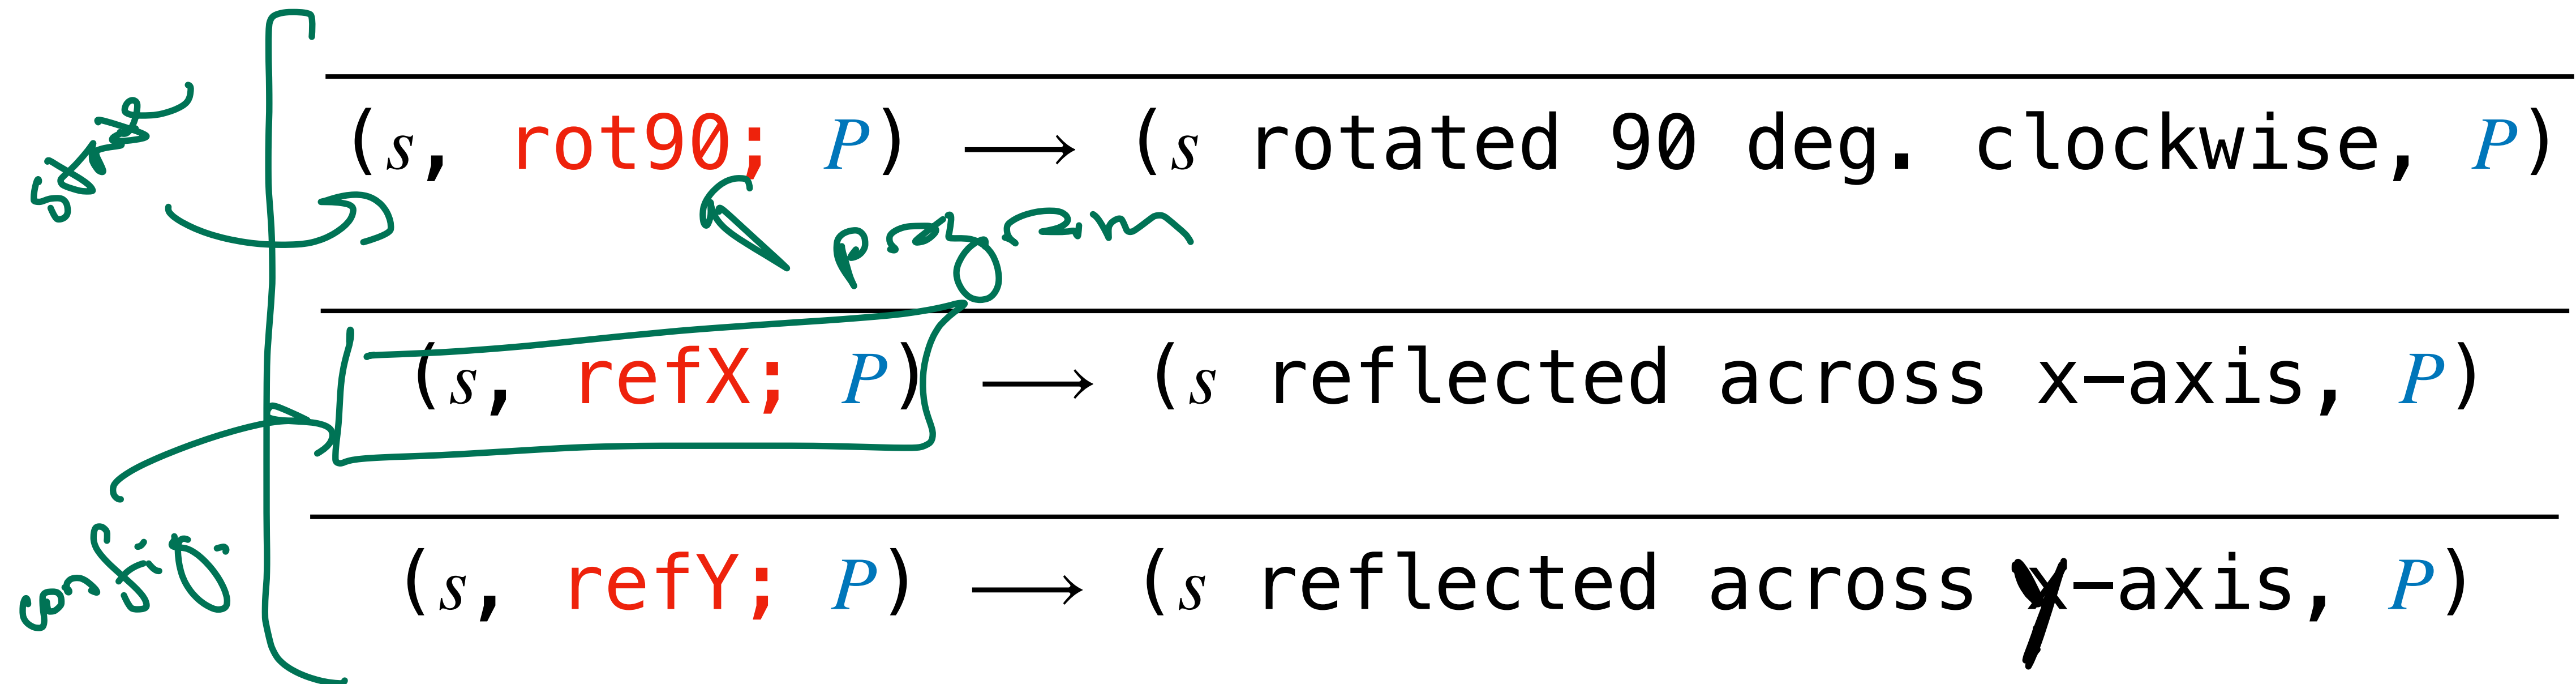 state
(s, rot90; P) ⟶ (s rotated 90 deg. clockwise, P)
program
(s, refX; P) ⟶ (s reflected across x-axis, P)
config.
(s, refY; P) ⟶ (s reflected across y-axis, P)